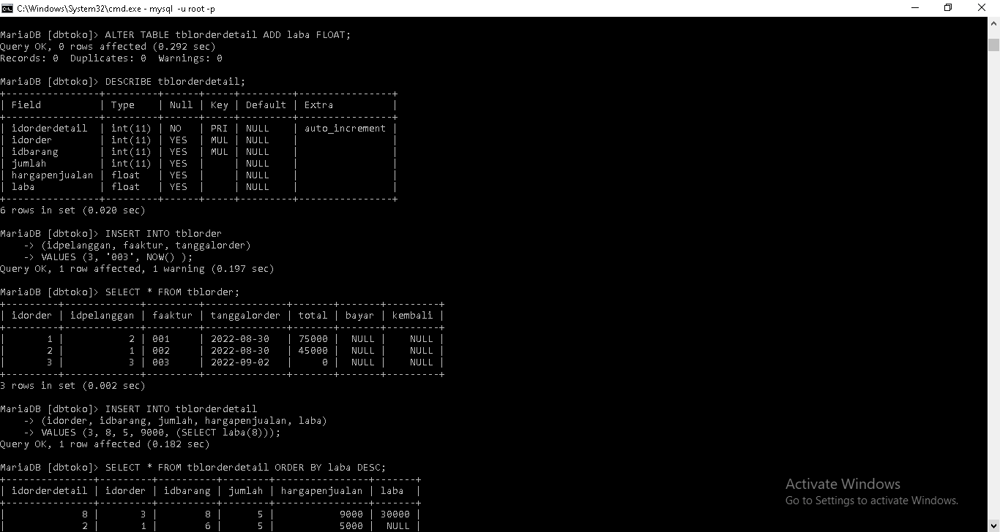 C:\Windows\System32\cmd.exe - mysql -u root -p
MariaDB [dbtoko]> ALTER TABLE tblorderdetail ADD laba FLOAT;
Query OK, 0 rows affected (0.292 sec)
Records: 0  Duplicates: 0  Warnings: 0
MariaDB [dbtoko]> DESCRIBE tblorderdetail;
+---------------+---------+------+-----+---------+----------------+
| Field         | Type    | Null | Key | Default | Extra          |
+---------------+---------+------+-----+---------+----------------+
| idorderdetail | int(11) | NO   | PRI | NULL    | auto_increment |
| idorder       | int(11) | YES  | MUL | NULL    |                |
| idbarang      | int(11) | YES  | MUL | NULL    |                |
| jumlah        | int(11) | YES  |     | NULL    |                |
| hargapenjualan | float   | YES  |     | NULL    |                |
| laba          | float   | YES  |     | NULL    |                |
+---------------+---------+------+-----+---------+----------------+
6 rows in set (0.020 sec)
MariaDB [dbtoko]> INSERT INTO tblorder
    -> (idpelanggan, faaktur, tanggalorder)
    -> VALUES (3, '003', NOW() );
Query OK, 1 row affected, 1 warning (0.197 sec)
MariaDB [dbtoko]> SELECT * FROM tblorder;
+---------+-------------+---------+--------------+-------+-------+---------+
| idorder | idpelanggan | faaktur | tanggalorder | total | bayar | kembali |
+---------+-------------+---------+--------------+-------+-------+---------+
|       1 |           2 | 001     | 2022-08-30   | 75000 |  NULL |    NULL |
|       2 |           1 | 002     | 2022-08-30   | 45000 |  NULL |    NULL |
|       3 |           3 | 003     | 2022-09-02   |     0 |  NULL |    NULL |
+---------+-------------+---------+--------------+-------+-------+---------+
3 rows in set (0.002 sec)
MariaDB [dbtoko]> INSERT INTO tblorderdetail
    -> (idorder, idbarang, jumlah, hargapenjualan, laba)
    -> VALUES (3, 8, 5, 9000, (SELECT laba(8)));
Query OK, 1 row affected (0.182 sec)
MariaDB [dbtoko]> SELECT * FROM tblorderdetail ORDER BY laba DESC;
+---------------+---------+----------+--------+----------------+-------+
| idorderdetail | idorder | idbarang | jumlah | hargapenjualan | laba  |
+---------------+---------+----------+--------+----------------+-------+
|             8 |       3 |        8 |      5 |           9000 | 30000 |
|             2 |       1 |        6 |      5 |           5000 |  NULL |
Activate Windows
Go to Settings to activate Windows.